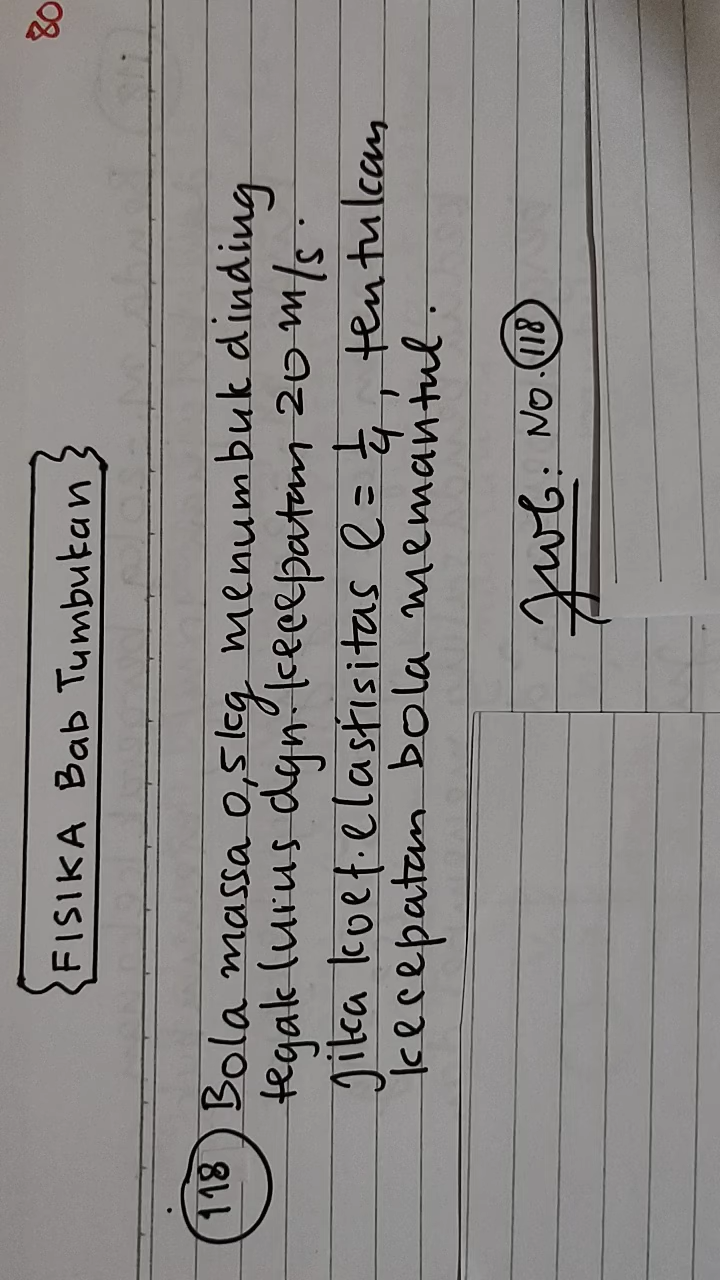 80
{FISIKA Bab Tumbukan}
118 Bola massa 0,5 kg menumbuk dinding
tegak lurus dgn. kecepatan 20 m/s.
Jika koef. elastisitas e = 1/4, tentukan
kecepatan bola memantul.
Jwb: No. 118